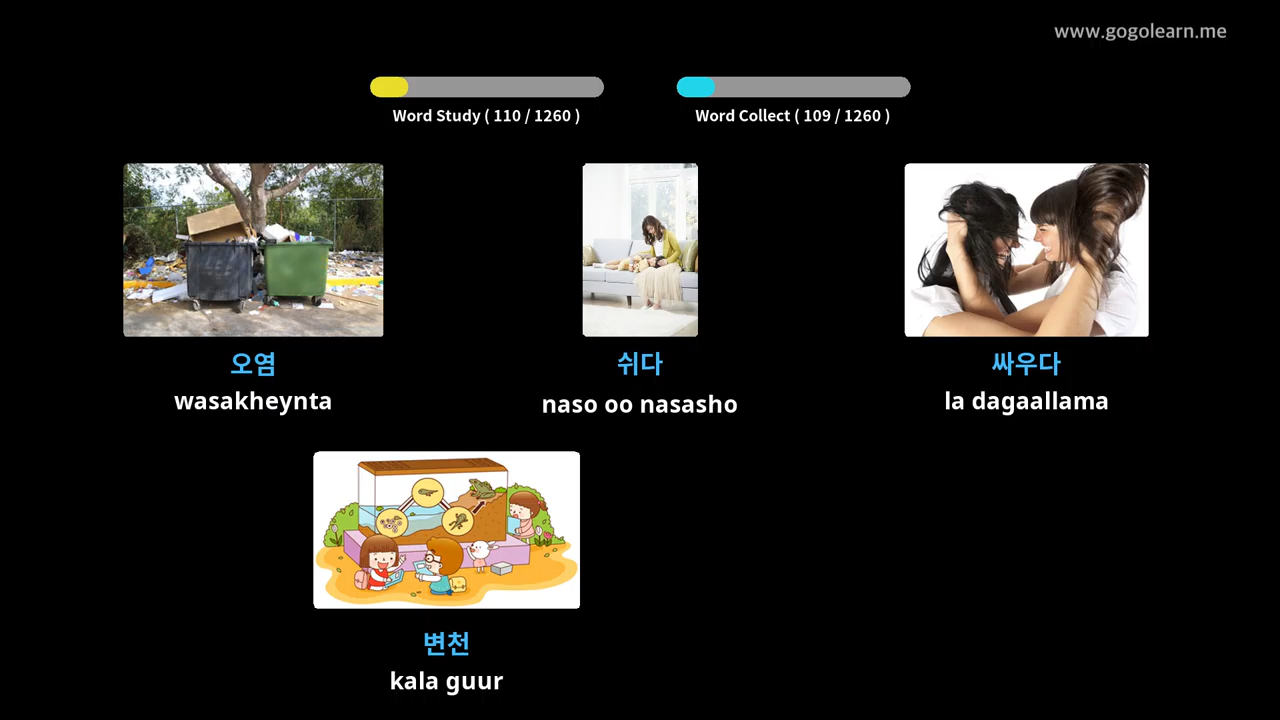 www.gogolearn.me
Word Study ( 110 / 1260 )
Word Collect ( 109 / 1260 )
오염
wasakheynta
쉬다
naso oo nasasho
싸우다
la dagaallama
변천
kala guur